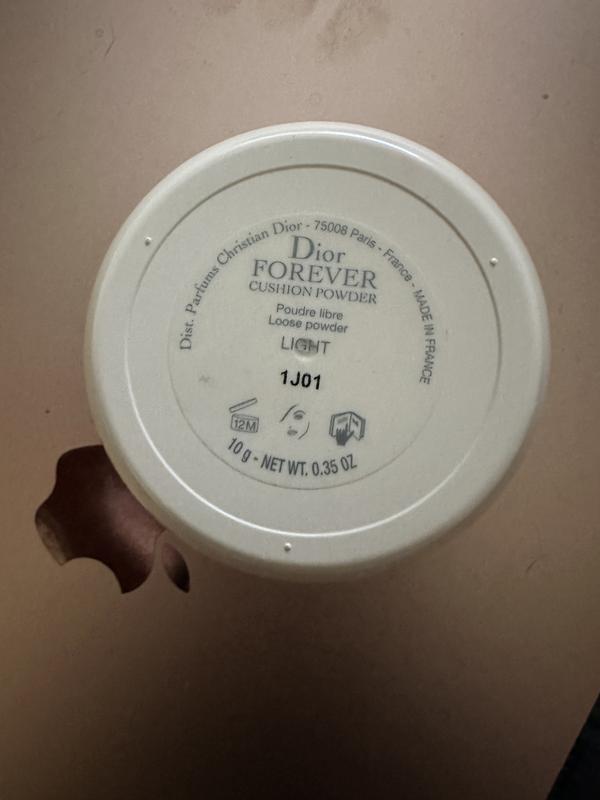 Dist. Parfums Christian Dior - 75008 Paris - France - MADE IN FRANCE
Dior
FOREVER
CUSHION POWDER
Poudre libre
Loose powder
LIGHT
1J01
12M
10 g - NET WT. 0.35 OZ